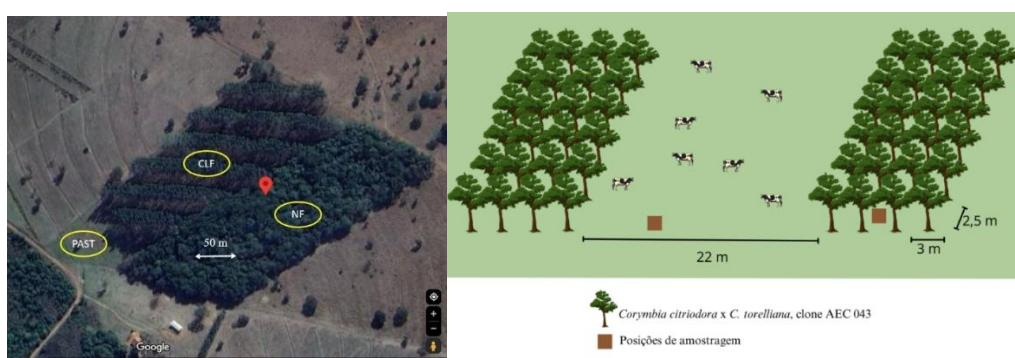 CLF
NF
PAST
50 m
Google
22 m
2,5 m
3 m
Corymbia citriodora x C. torelliana, clone AEC 043
Posições de amostragem